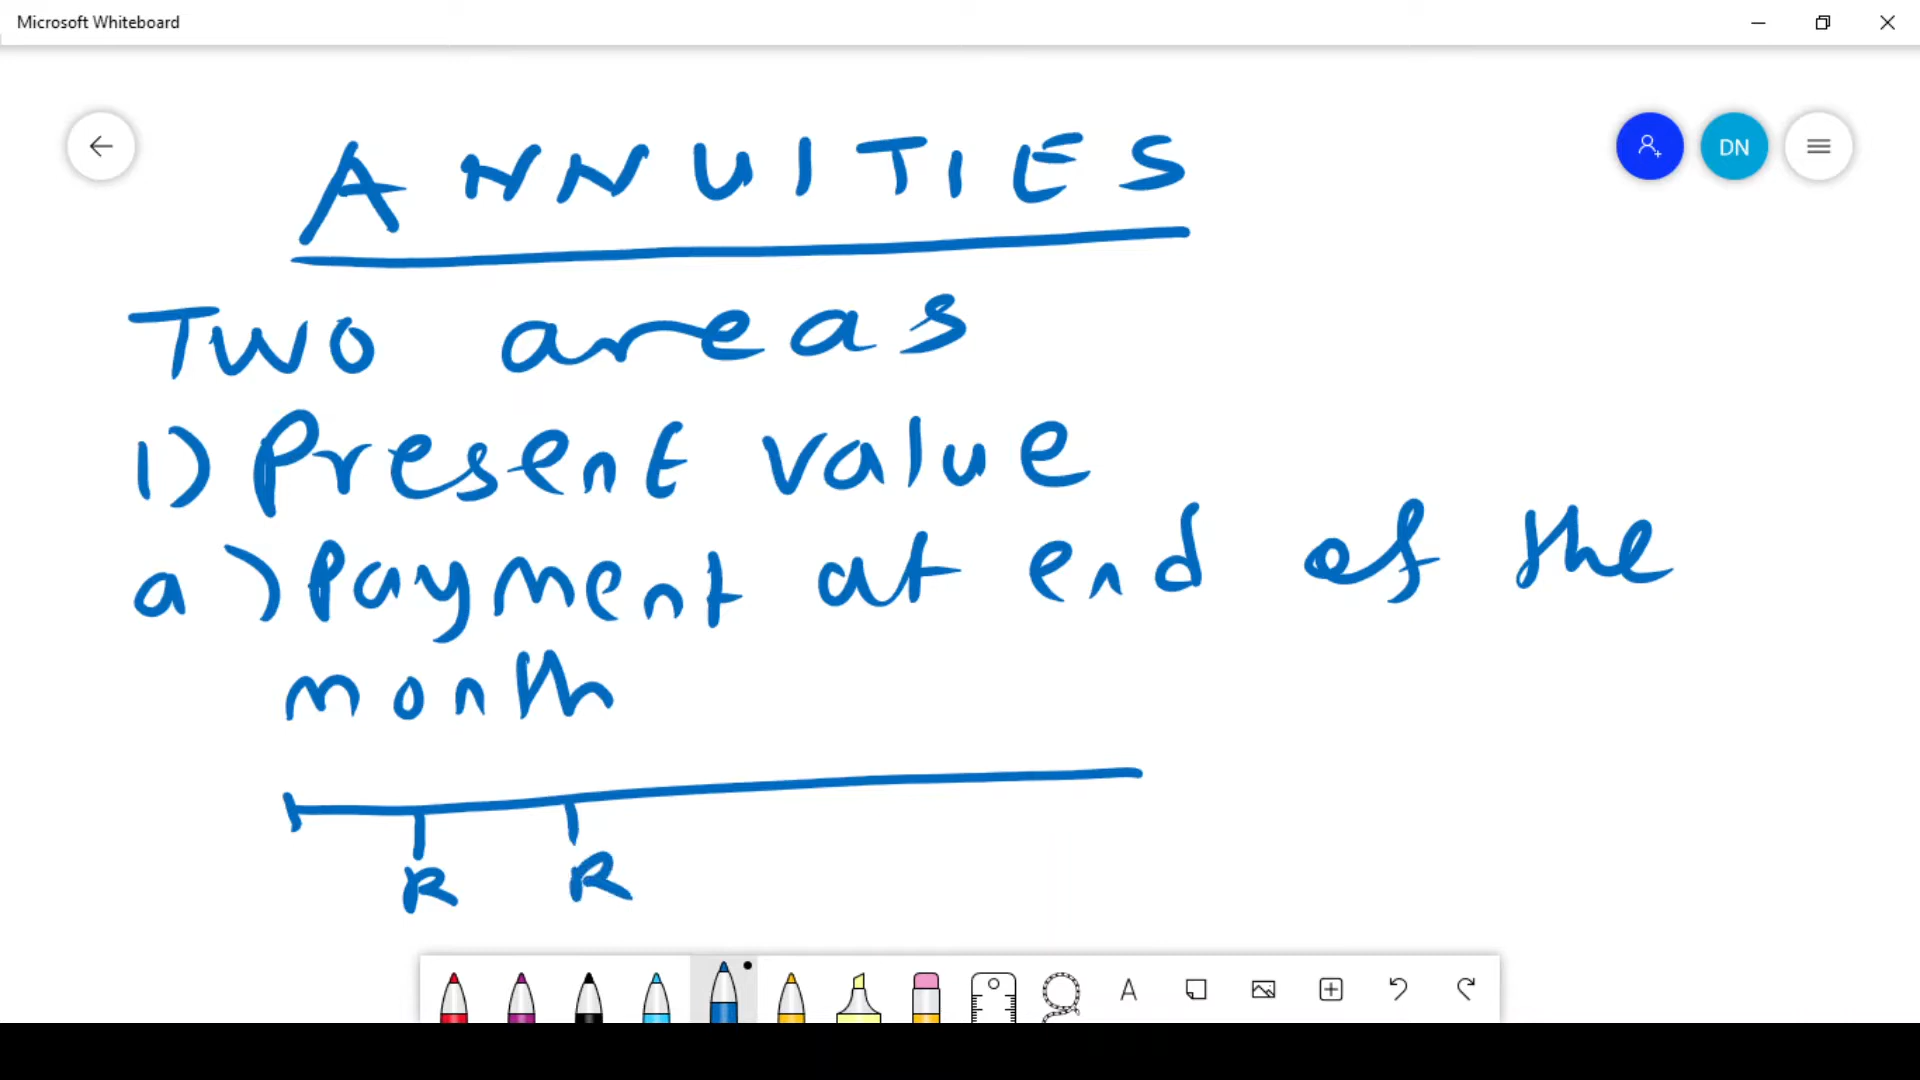 Microsoft Whiteboard
DN
ANNUITIES
Two areas
1) Present value
a) Payment at end of the
month
R R
A